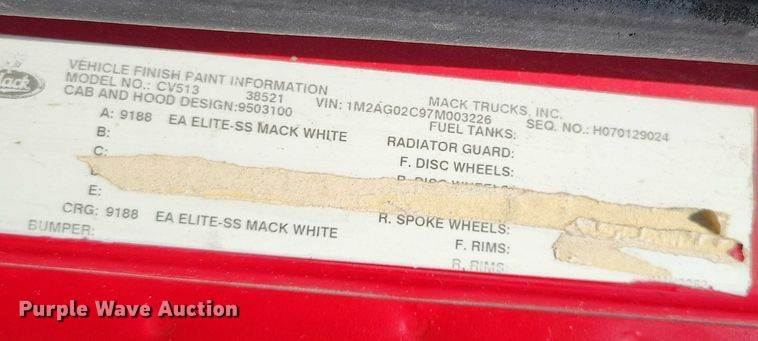 Mack
VEHICLE FINISH PAINT INFORMATION
MODEL NO.: CV513 38521 MACK TRUCKS, INC.
CAB AND HOOD DESIGN:9503100 VIN: 1M2AG02C97M003226 SEQ. NO.: H070129024
A: 9188 EA ELITE-SS MACK WHITE FUEL TANKS:
B: RADIATOR GUARD:
C: F. DISC WHEELS:
E: R. SPOKE WHEELS:
CRG: 9188 EA ELITE-SS MACK WHITE F. RIMS:
BUMPER: R. RIMS
Purple Wave Auction